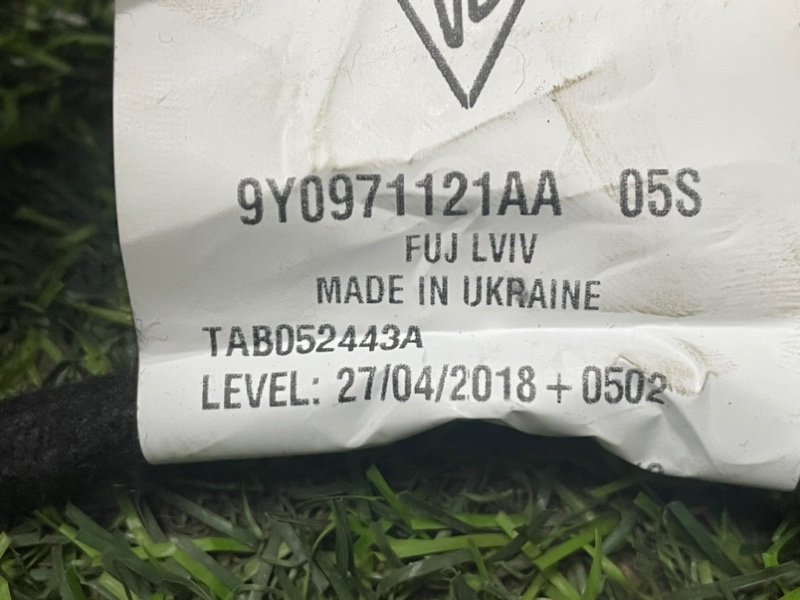 9Y0971121AA 05S
FUJ LVIV
MADE IN UKRAINE
TAB052443A
LEVEL: 27/04/2018 + 0502